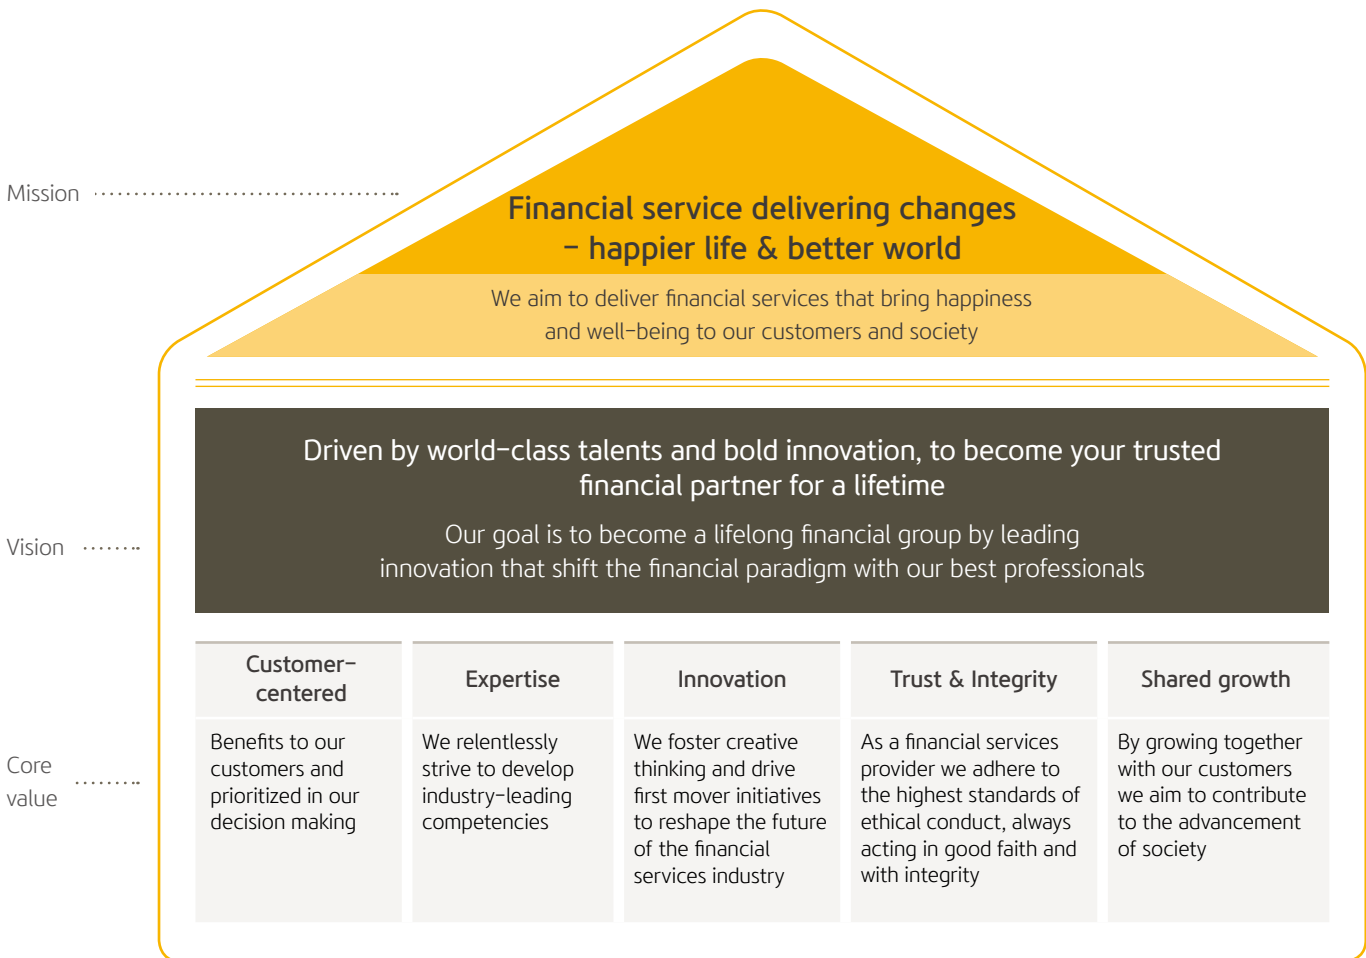 Mission
Financial service delivering changes
– happier life & better world
We aim to deliver financial services that bring happiness
and well-being to our customers and society
Vision
Driven by world-class talents and bold innovation, to become your trusted
financial partner for a lifetime
Our goal is to become a lifelong financial group by leading
innovation that shift the financial paradigm with our best professionals
Core
value
Customer-
centered
Benefits to our
customers and
prioritized in our
decision making
Expertise
We relentlessly
strive to develop
industry-leading
competencies
Innovation
We foster creative
thinking and drive
first mover initiatives
to reshape the future
of the financial
services industry
Trust & Integrity
As a financial services
provider we adhere to
the highest standards of
ethical conduct, always
acting in good faith and
with integrity
Shared growth
By growing together
with our customers
we aim to contribute
to the advancement
of society